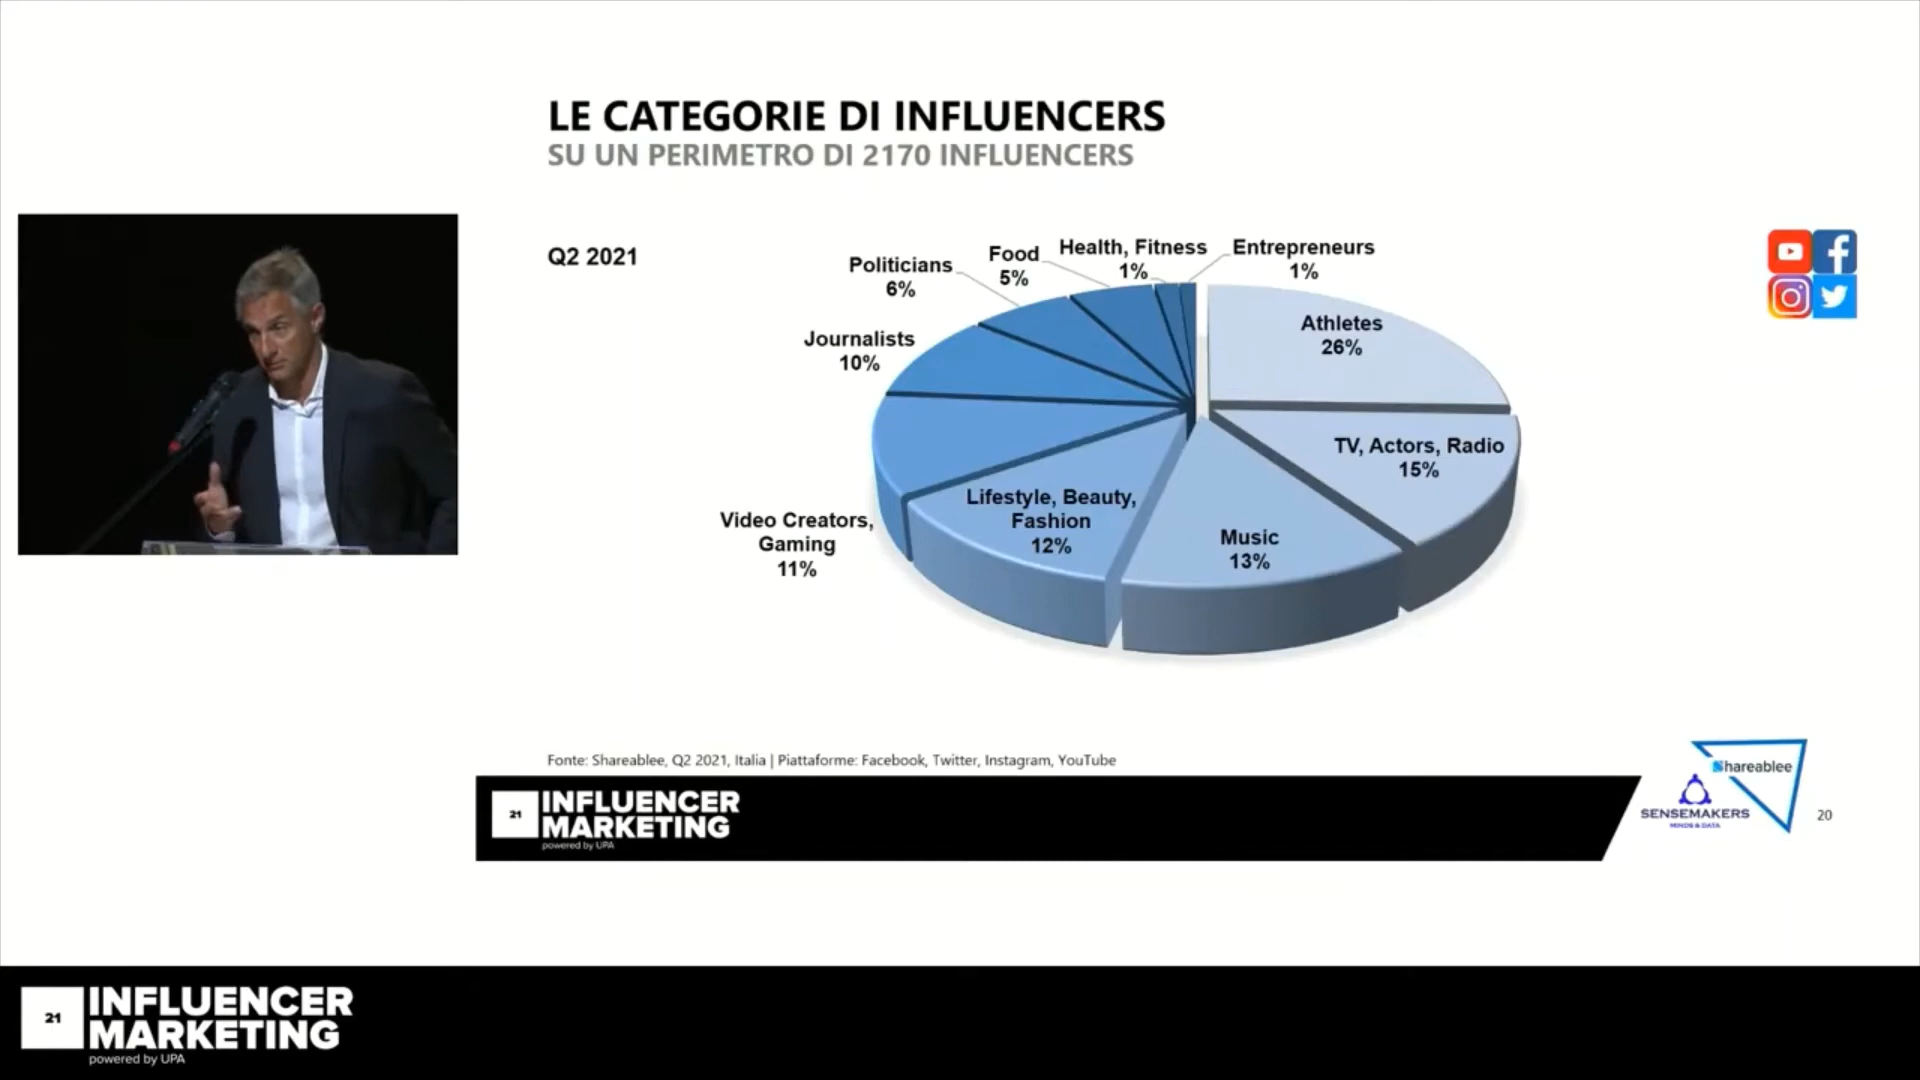 LE CATEGORIE DI INFLUENCERS
SU UN PERIMETRO DI 2170 INFLUENCERS
Q2 2021
Politicians
6%
Food
5%
Health, Fitness
1%
Entrepreneurs
1%
Journalists
10%
Athletes
26%
TV, Actors, Radio
15%
Lifestyle, Beauty,
Fashion
12%
Music
13%
Video Creators,
Gaming
11%
Fonte: Shareablee, Q2 2021, Italia | Piattaforme: Facebook, Twitter, Instagram, YouTube
21
INFLUENCER
MARKETING
powered by UPA
Shareablee
SENSEMAKERS
MINDS & DATA
20
21
INFLUENCER
MARKETING
powered by UPA